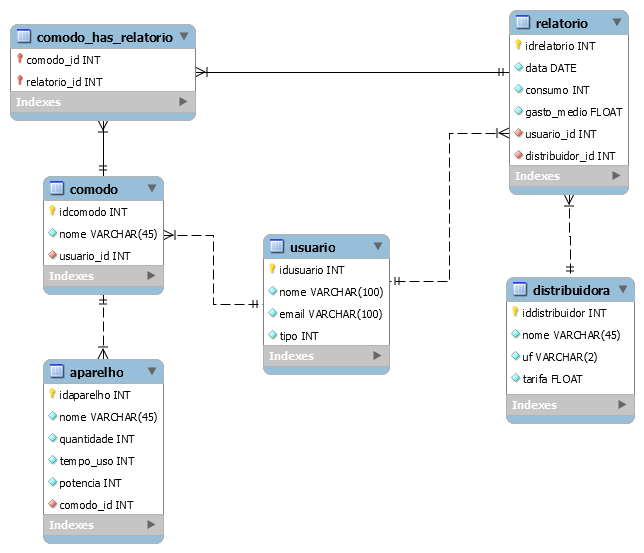 comodo_has_relatorio
comodo_id INT
relatorio_id INT
Indexes
relatorio
idrelatorio INT
data DATE
consumo INT
gasto_medio FLOAT
usuario_id INT
distribuidor_id INT
Indexes
comodo
idcomodo INT
nome VARCHAR(45)
usuario_id INT
Indexes
usuario
idusuario INT
nome VARCHAR(100)
email VARCHAR(100)
tipo INT
Indexes
distribuidora
iddistribuidor INT
nome VARCHAR(45)
uf VARCHAR(2)
tarifa FLOAT
Indexes
aparelho
idaparelho INT
nome VARCHAR(45)
quantidade INT
tempo_uso INT
potencia INT
comodo_id INT
Indexes